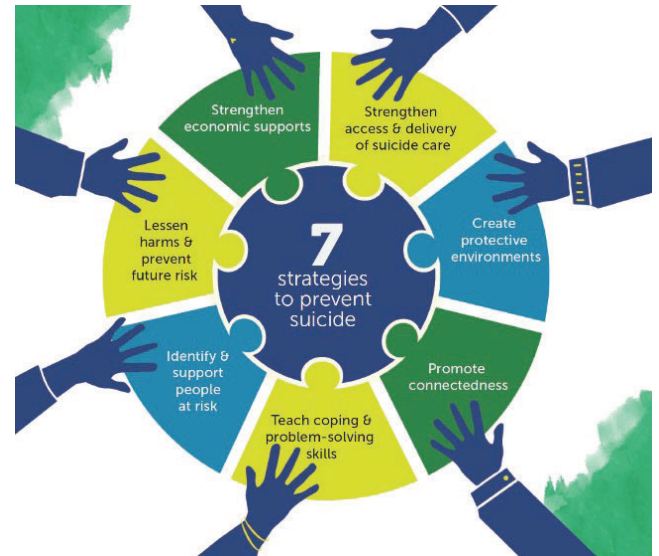 7
strategies
to prevent
suicide
Strengthen
economic supports
Strengthen
access & delivery
of suicide care
Create
protective
environments
Promote
connectedness
Teach coping &
problem-solving
skills
Identify &
support
people
at risk
Lessen
harms &
prevent
future risk